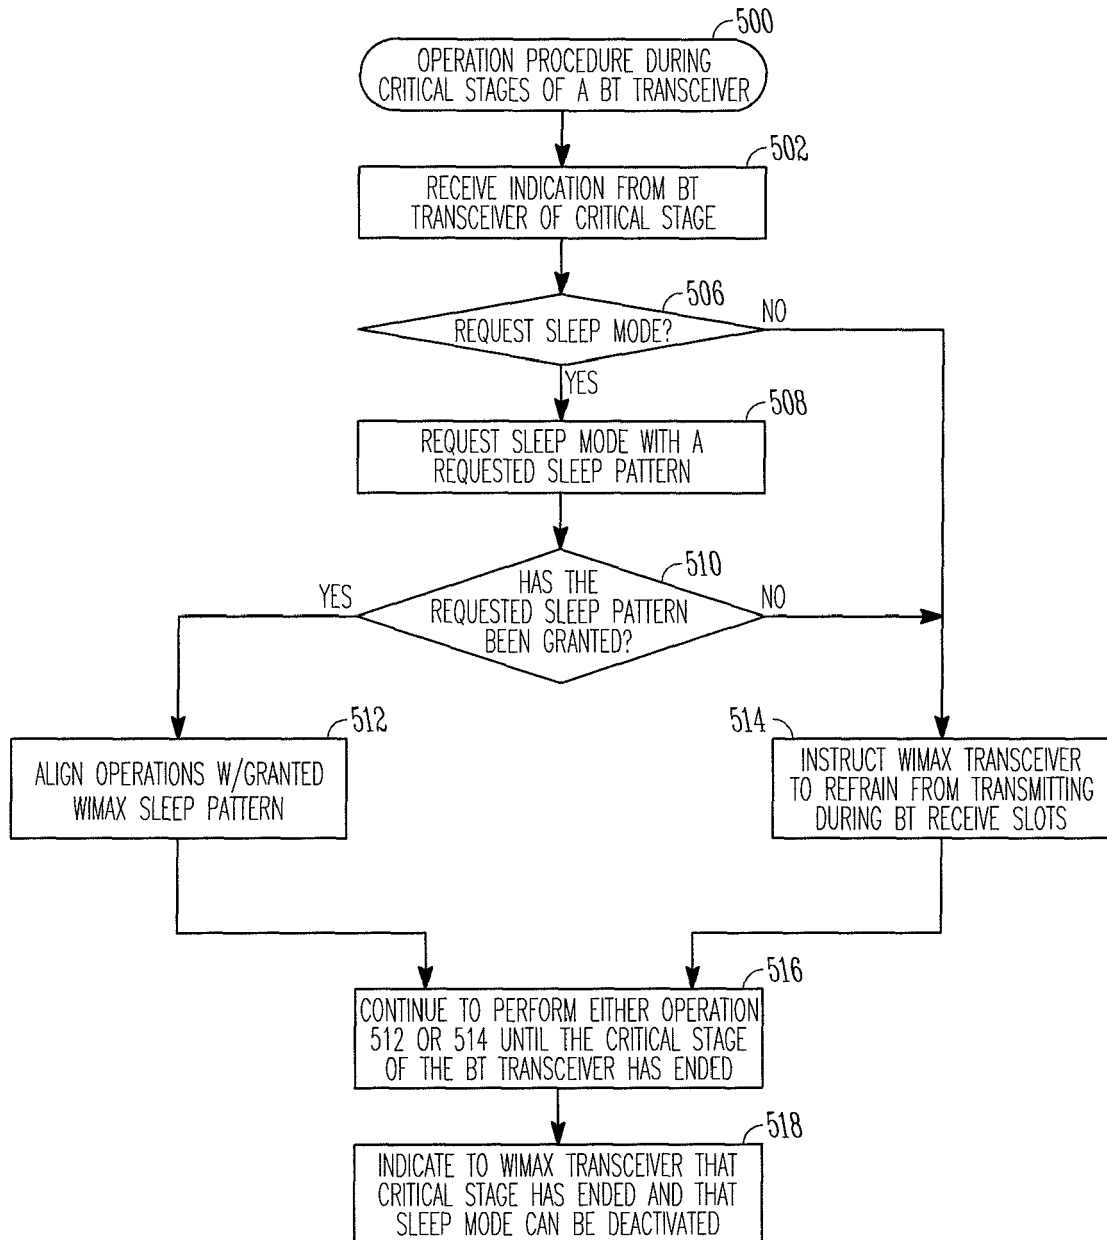 500
OPERATION PROCEDURE DURING
CRITICAL STAGES OF A BT TRANSCEIVER
502
RECEIVE INDICATION FROM BT
TRANSCEIVER OF CRITICAL STAGE
506
REQUEST SLEEP MODE?
NO
YES
508
REQUEST SLEEP MODE WITH A
REQUESTED SLEEP PATTERN
510
HAS THE
REQUESTED SLEEP PATTERN
BEEN GRANTED?
YES
NO
512
ALIGN OPERATIONS W/GRANTED
WIMAX SLEEP PATTERN
514
INSTRUCT WIMAX TRANSCEIVER
TO REFRAIN FROM TRANSMITTING
DURING BT RECEIVE SLOTS
516
CONTINUE TO PERFORM EITHER OPERATION
512 OR 514 UNTIL THE CRITICAL STAGE
OF THE BT TRANSCEIVER HAS ENDED
518
INDICATE TO WIMAX TRANSCEIVER THAT
CRITICAL STAGE HAS ENDED AND THAT
SLEEP MODE CAN BE DEACTIVATED